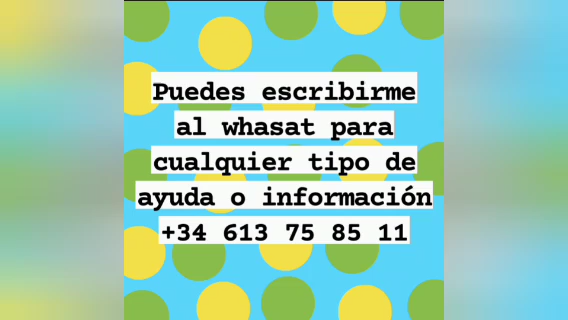 Puedes escribirme
al whasat para
cualquier tipo de
ayuda o información
+34 613 75 85 11